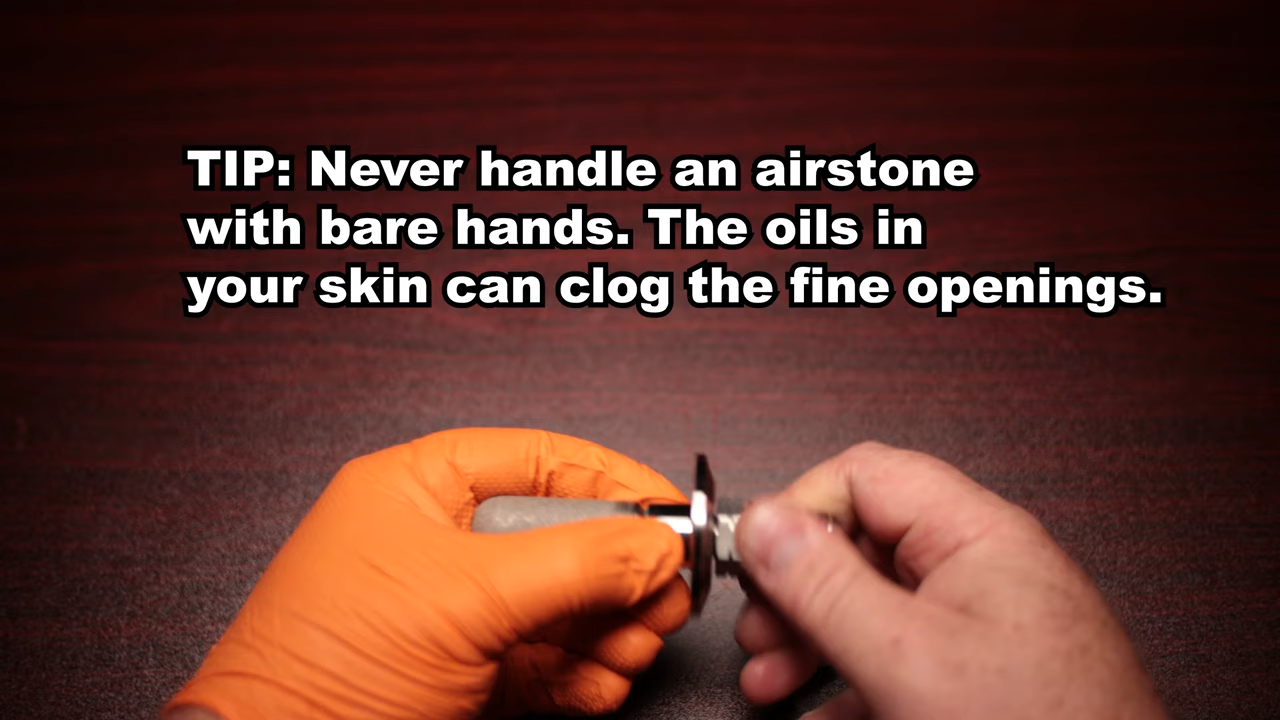 TIP: Never handle an airstone
with bare hands. The oils in
your skin can clog the fine openings.